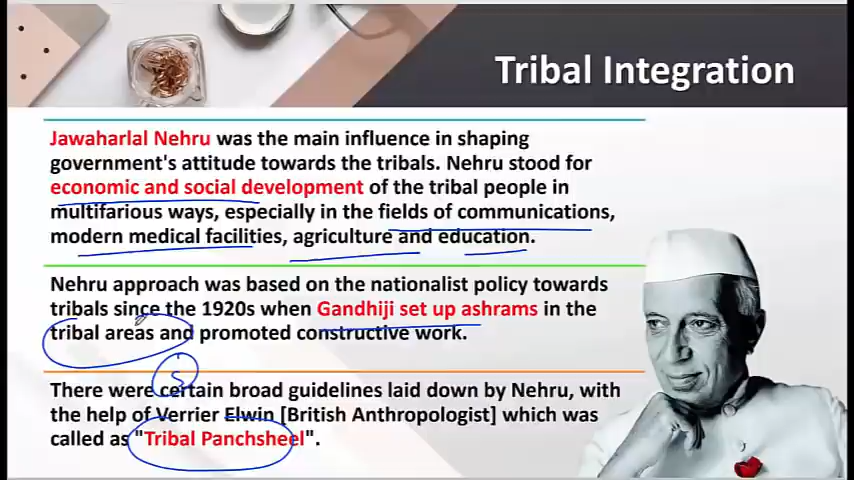 Tribal Integration
Jawaharlal Nehru was the main influence in shaping
government's attitude towards the tribals. Nehru stood for
economic and social development of the tribal people in
multifarious ways, especially in the fields of communications,
modern medical facilities, agriculture and education.
Nehru approach was based on the nationalist policy towards
tribals since the 1920s when Gandhiji set up ashrams in the
tribal areas and promoted constructive work.
5
There were certain broad guidelines laid down by Nehru, with
the help of Verrier Elwin [British Anthropologist] which was
called as "Tribal Panchsheel".